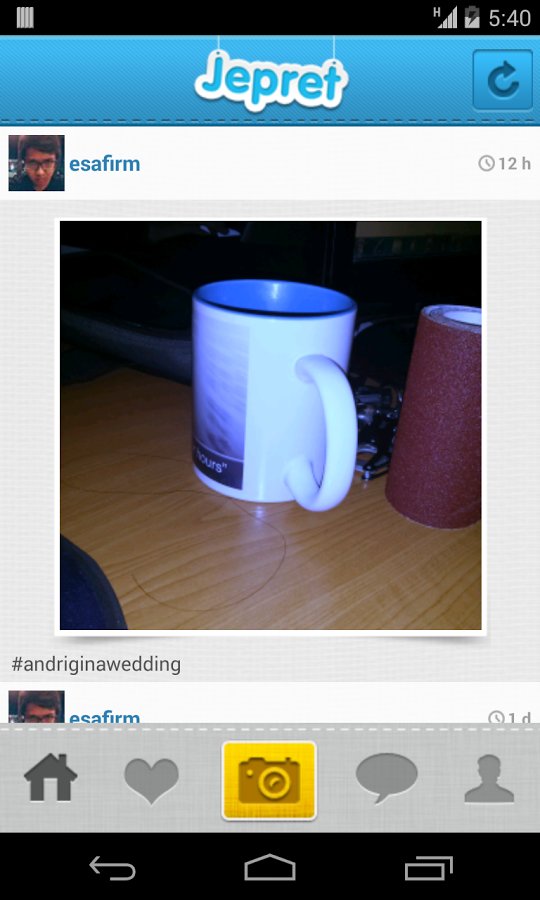 H 5:40
Jepret
esafirm 12 h
hours"
#andriginawedding
esafirm 1 d